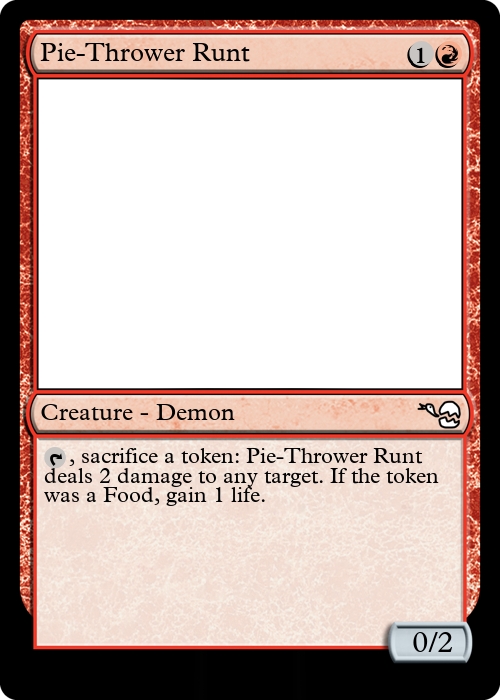 Pie-Thrower Runt 1
Creature - Demon
, sacrifice a token: Pie-Thrower Runt
deals 2 damage to any target. If the token
was a Food, gain 1 life.
0/2